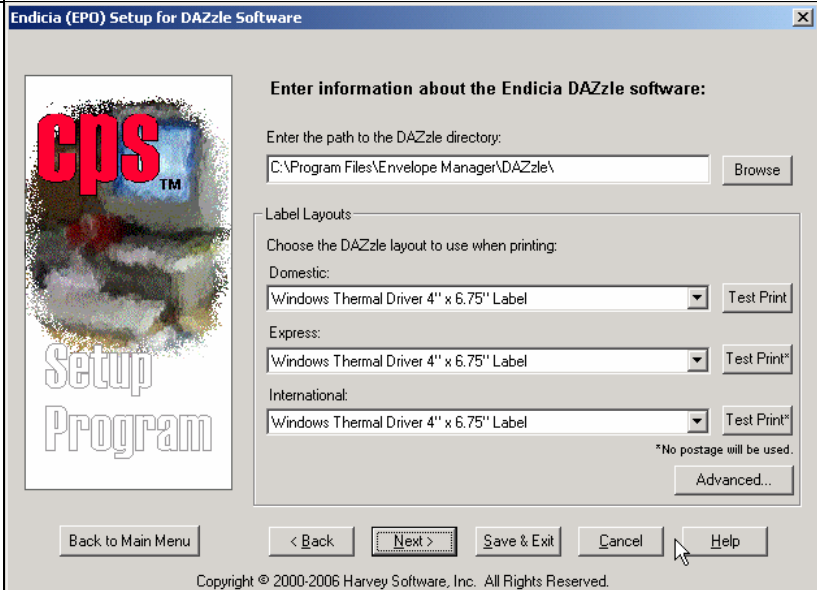 Endicia (EPO) Setup for DAZzle Software
cps
TM
Setup
Program
Enter information about the Endicia DAZzle software:
Enter the path to the DAZzle directory:
C:\Program Files\Envelope Manager\DAZzle\
Browse
Label Layouts
Choose the DAZzle layout to use when printing:
Domestic:
Windows Thermal Driver 4" x 6.75" Label
Test Print
Express:
Windows Thermal Driver 4" x 6.75" Label
Test Print*
International:
Windows Thermal Driver 4" x 6.75" Label
Test Print*
*No postage will be used.
Advanced...
Back to Main Menu
< Back
Next >
Save & Exit
Cancel
Help
Copyright © 2000-2006 Harvey Software, Inc. All Rights Reserved.